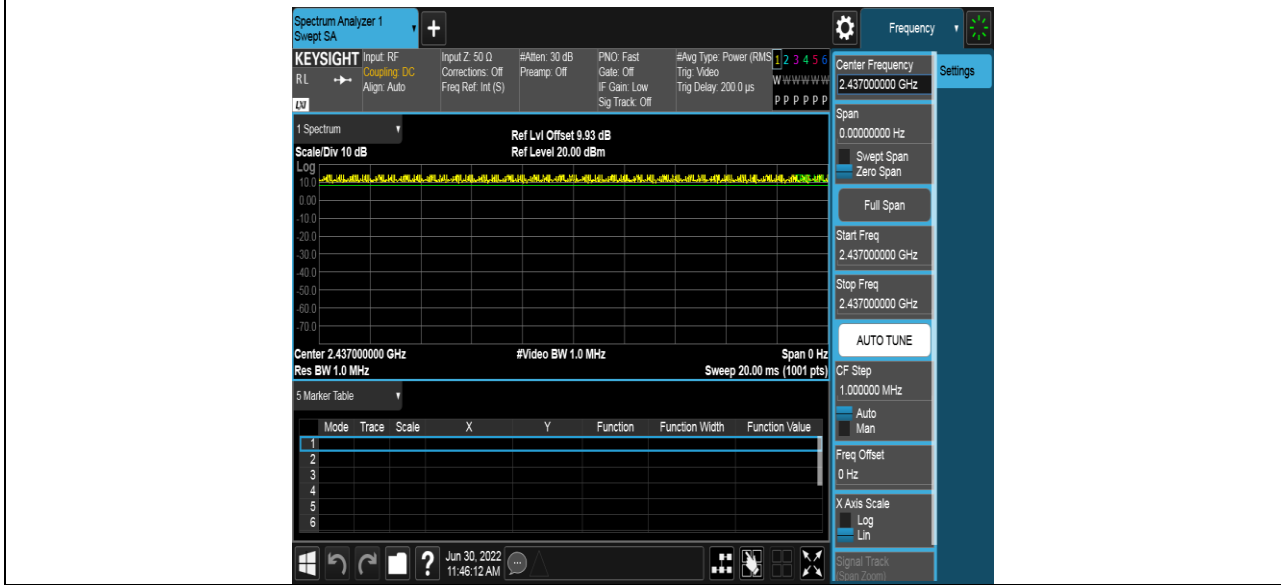 Spectrum Analyzer 1
Swept SA
+
Frequency
KEYSIGHT
RL
LXI
Input: RF
Coupling: DC
Align: Auto
Input Z: 50 Ω
Corrections: Off
Freq Ref: Int (S)
#Atten: 30 dB
Preamp: Off
PNO: Fast
Gate: Off
IF Gain: Low
Sig Track: Off
#Avg Type: Power (RMS
Trig: Video
Trig Delay: 200.0 µs
1 2 3 4 5 6
W W W W W W
P P P P P P
1 Spectrum
Scale/Div 10 dB
Ref Lvl Offset 9.93 dB
Ref Level 20.00 dBm
Log
10.0
0.00
-10.0
-20.0
-30.0
-40.0
-50.0
-60.0
-70.0
Center 2.437000000 GHz
#Video BW 1.0 MHz
Span 0 Hz
Res BW 1.0 MHz
Sweep 20.00 ms (1001 pts)
5 Marker Table
Mode Trace Scale X Y Function Function Width Function Value
1
2
3
4
5
6
Jun 30, 2022
11:46:12 AM
?
Center Frequency
2.437000000 GHz
Span
0.00000000 Hz
Swept Span
Zero Span
Full Span
Start Freq
2.437000000 GHz
Stop Freq
2.437000000 GHz
AUTO TUNE
CF Step
1.000000 MHz
Auto
Man
Freq Offset
0 Hz
X Axis Scale
Log
Lin
Signal Track
(Span Zoom)
Settings